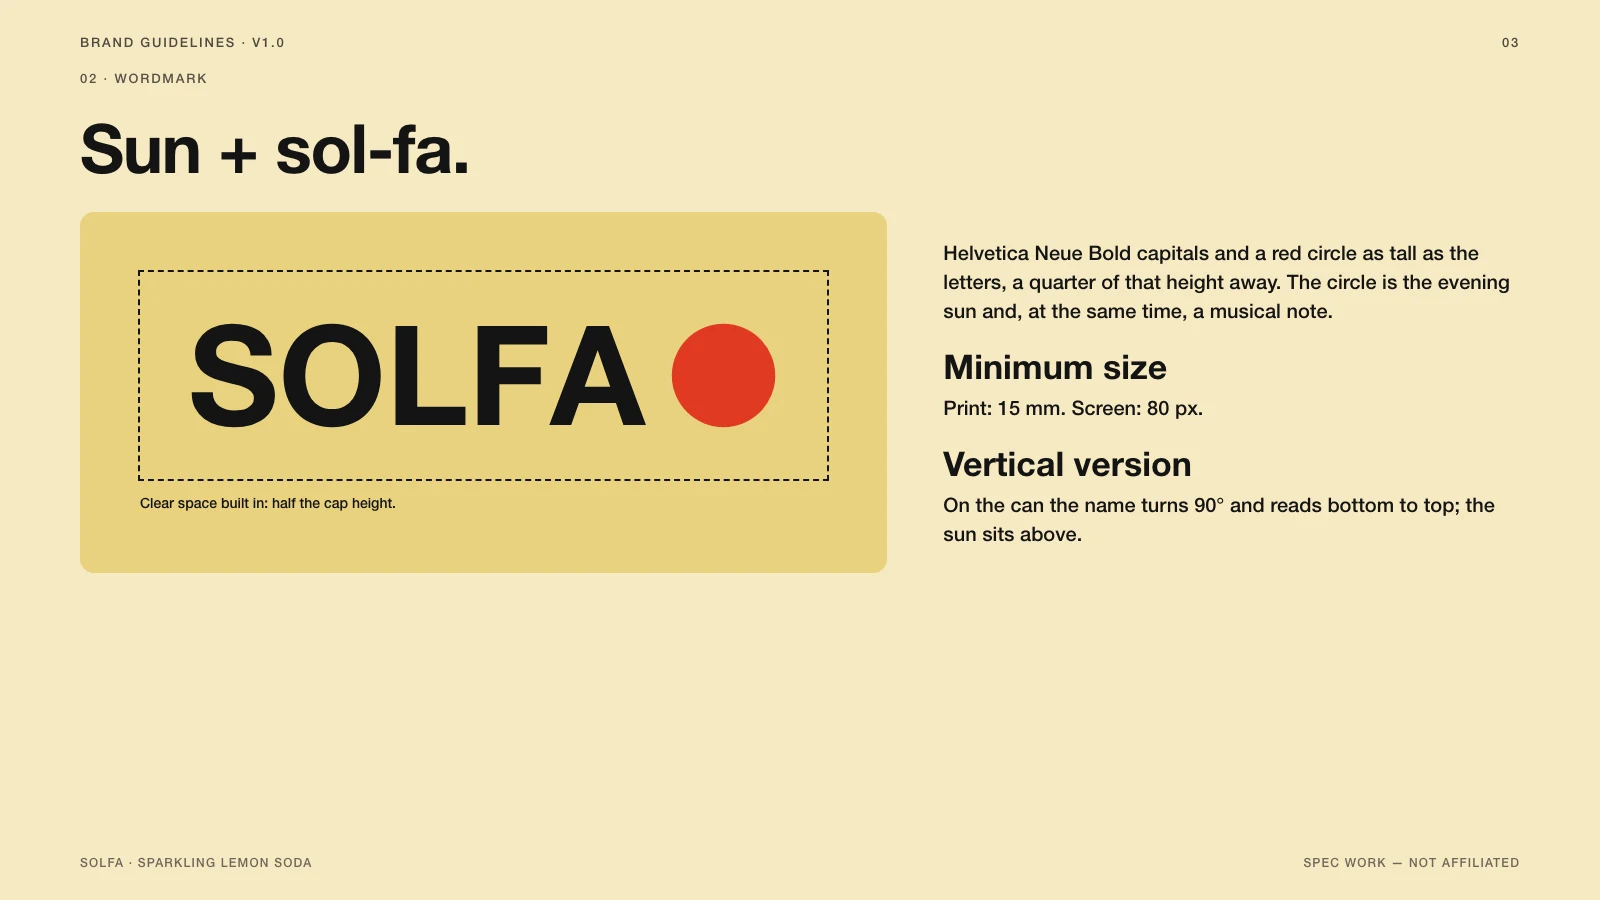 BRAND GUIDELINES · V1.0
03
02 · WORDMARK
Sun + sol-fa.
SOLFA
Clear space built in: half the cap height.
Helvetica Neue Bold capitals and a red circle as tall as the
letters, a quarter of that height away. The circle is the evening
sun and, at the same time, a musical note.
Minimum size
Print: 15 mm. Screen: 80 px.
Vertical version
On the can the name turns 90° and reads bottom to top; the
sun sits above.
SOLFA · SPARKLING LEMON SODA
SPEC WORK — NOT AFFILIATED